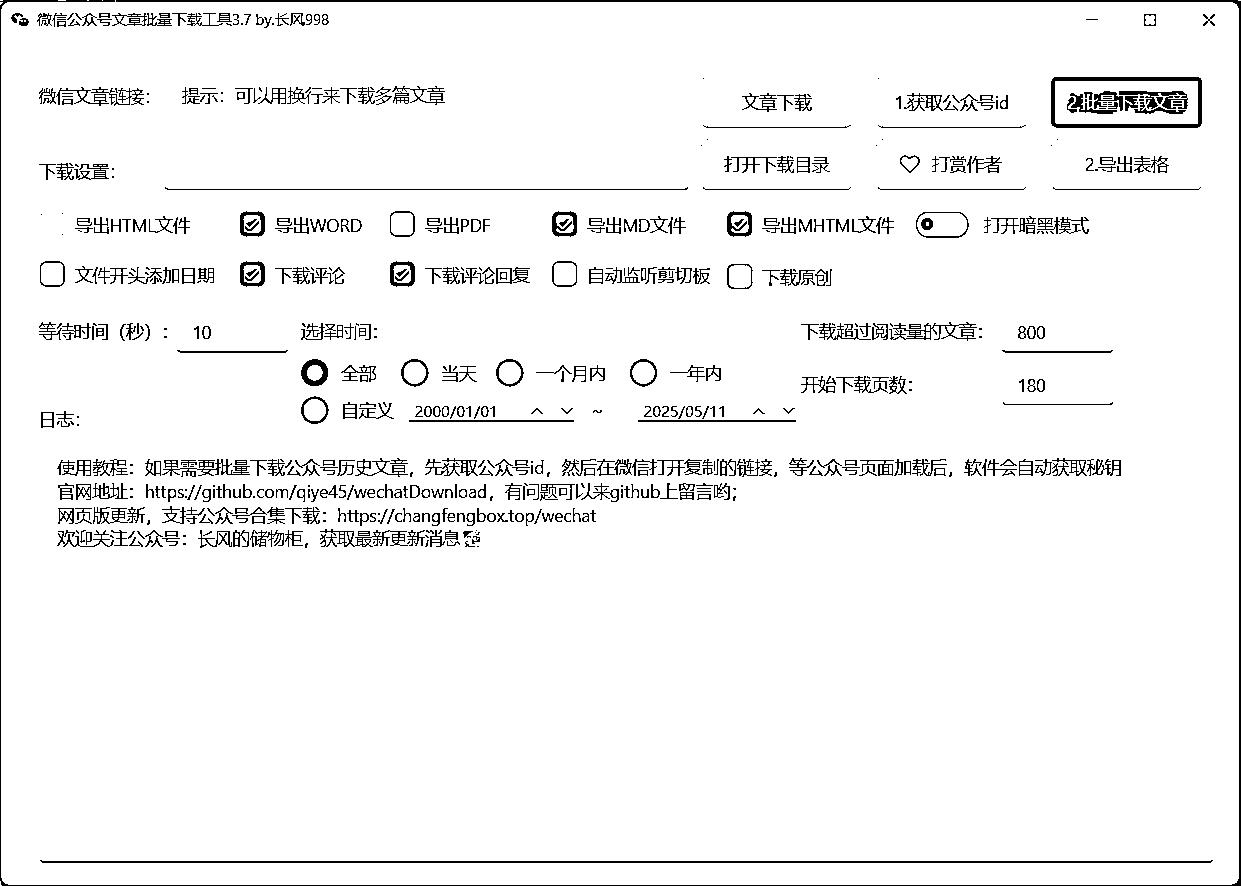 微信公众号文章批量下载工具3.7 by.长风998
微信文章链接： 提示：可以用换行来下载多篇文章
文章下载 1.获取公众号id 2.批量下载文章
下载设置：
打开下载目录 打赏作者 2.导出表格
导出HTML文件 导出WORD 导出PDF 导出MD文件 导出MHTML文件 打开暗黑模式
文件开头添加日期 下载评论 下载评论回复 自动监听剪切板 下载原创
等待时间（秒）： 10 选择时间： 下载超过阅读量的文章： 800
全部 当天 一个月内 一年内 开始下载页数： 180
自定义 2000/01/01 ~ 2025/05/11
日志：
使用教程：如果需要批量下载公众号历史文章，先获取公众号id，然后在微信打开复制的链接，等公众号页面加载后，软件会自动获取秘钥
官网地址：https://github.com/qiye45/wechatDownload，有问题可以来github上留言哟；
网页版更新，支持公众号合集下载：https://changfengbox.top/wechat
欢迎关注公众号：长风的储物柜，获取最新更新消息